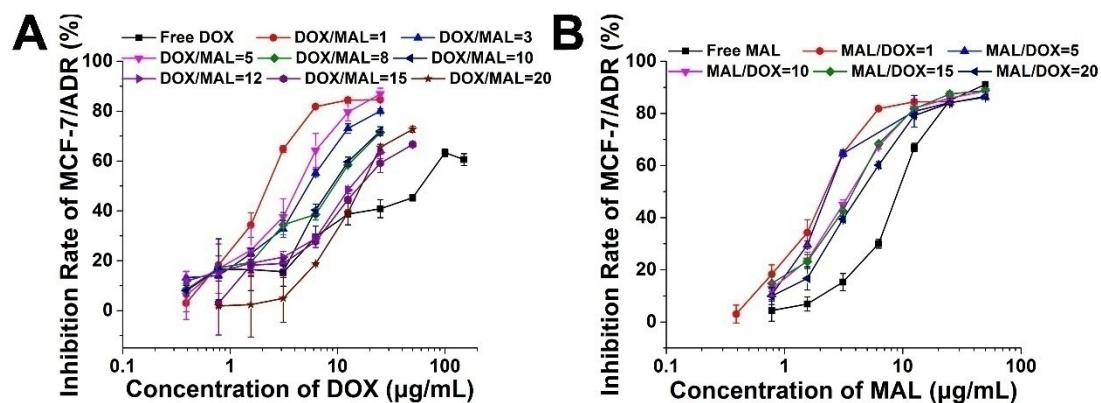 A
Inhibition Rate of MCF-7/ADR (%)
Free DOX DOX/MAL=1 DOX/MAL=3
DOX/MAL=5 DOX/MAL=8 DOX/MAL=10
DOX/MAL=12 DOX/MAL=15 DOX/MAL=20
100
80
60
40
20
0
0.1 1 10 100
Concentration of DOX (µg/mL)
B
Inhibition Rate of MCF-7/ADR (%)
Free MAL MAL/DOX=1 MAL/DOX=5
MAL/DOX=10 MAL/DOX=15 MAL/DOX=20
100
80
60
40
20
0
0.1 1 10 100
Concentration of MAL (µg/mL)